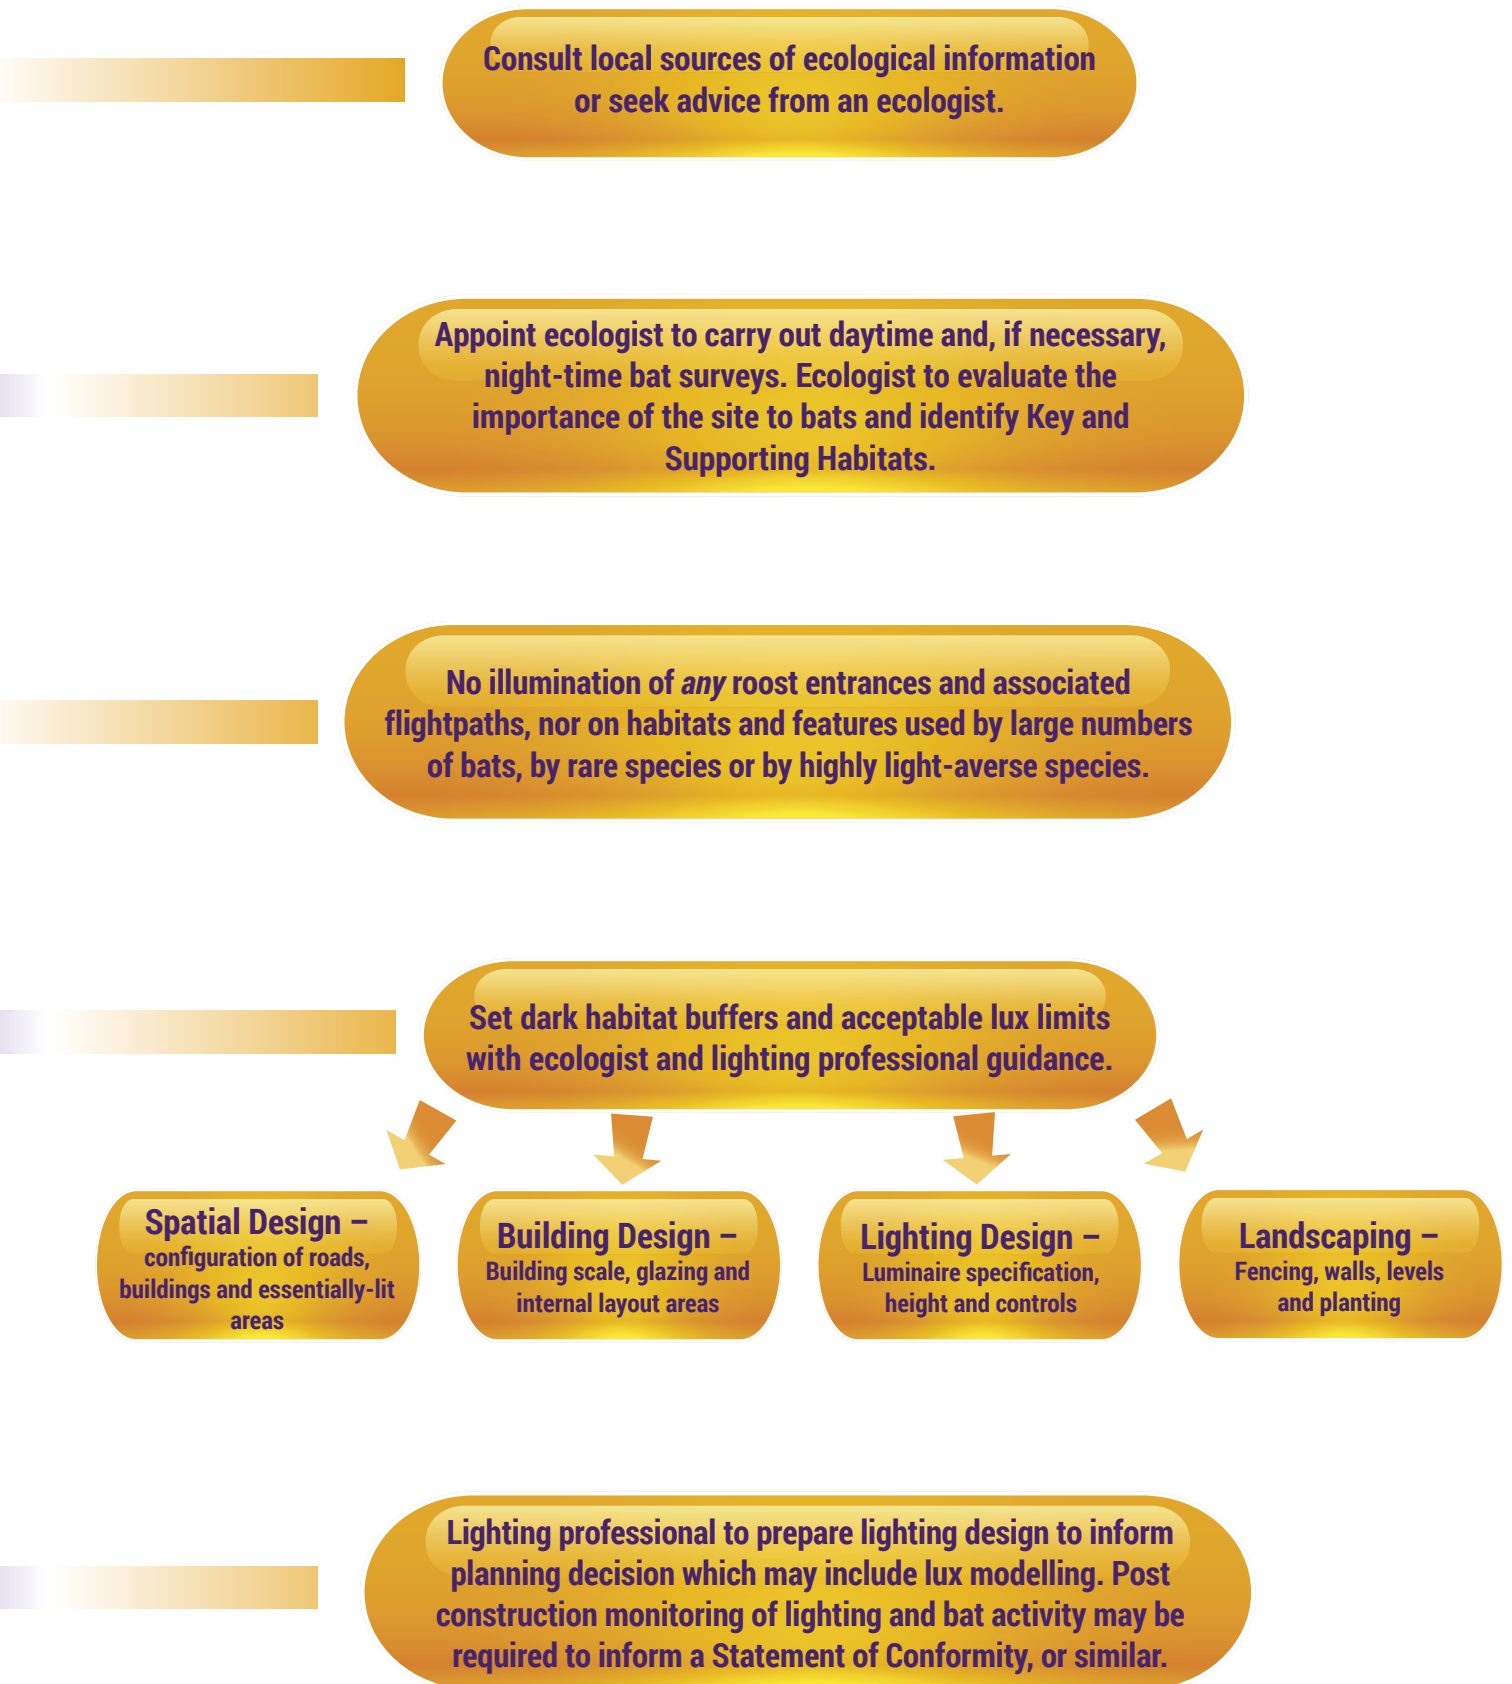 Consult local sources of ecological information
or seek advice from an ecologist.
Appoint ecologist to carry out daytime and, if necessary,
night-time bat surveys. Ecologist to evaluate the
importance of the site to bats and identify Key and
Supporting Habitats.
No illumination of any roost entrances and associated
flightpaths, nor on habitats and features used by large numbers
of bats, by rare species or by highly light-averse species.
Set dark habitat buffers and acceptable lux limits
with ecologist and lighting professional guidance.
Spatial Design –
configuration of roads,
buildings and essentially-lit
areas
Building Design –
Building scale, glazing and
internal layout areas
Lighting Design –
Luminaire specification,
height and controls
Landscaping –
Fencing, walls, levels
and planting
Lighting professional to prepare lighting design to inform
planning decision which may include lux modelling. Post
construction monitoring of lighting and bat activity may be
required to inform a Statement of Conformity, or similar.